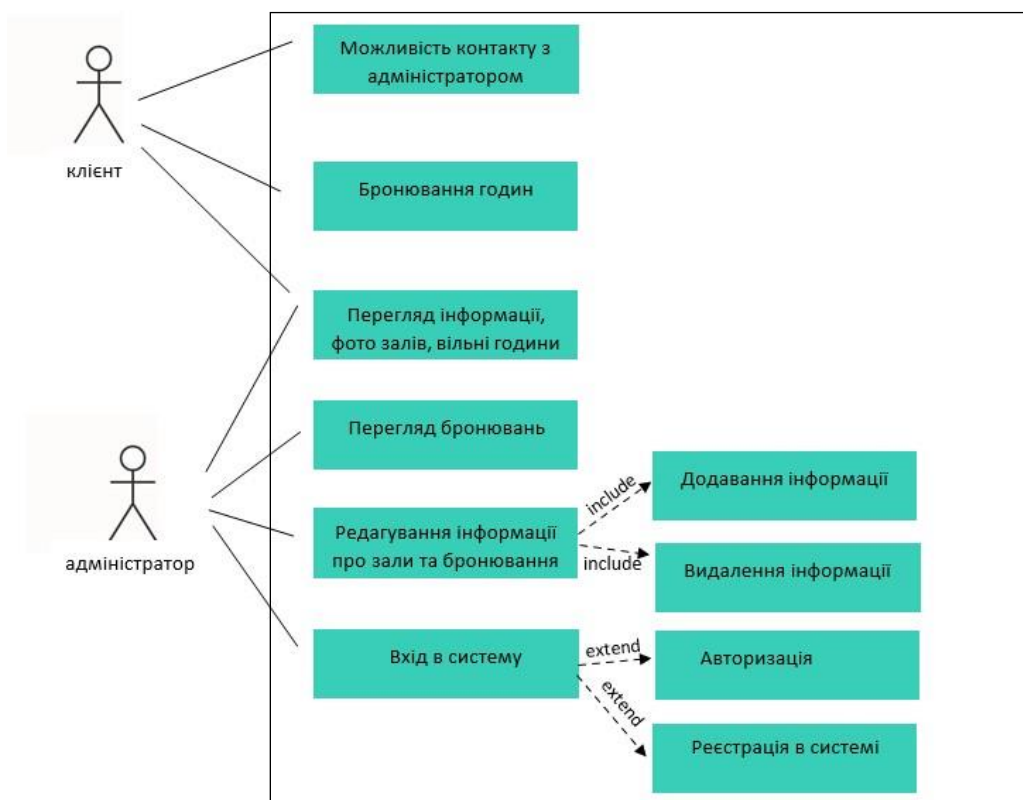 Можливість контакту з
адміністратором
клієнт
Бронювання годин
Перегляд інформації,
фото залів, вільні години
Перегляд бронювань
адміністратор
Редагування інформації
про зали та бронювання
include
Додавання інформації
include
Видалення інформації
Вхід в систему
extend
Авторизація
extend
Реєстрація в системі